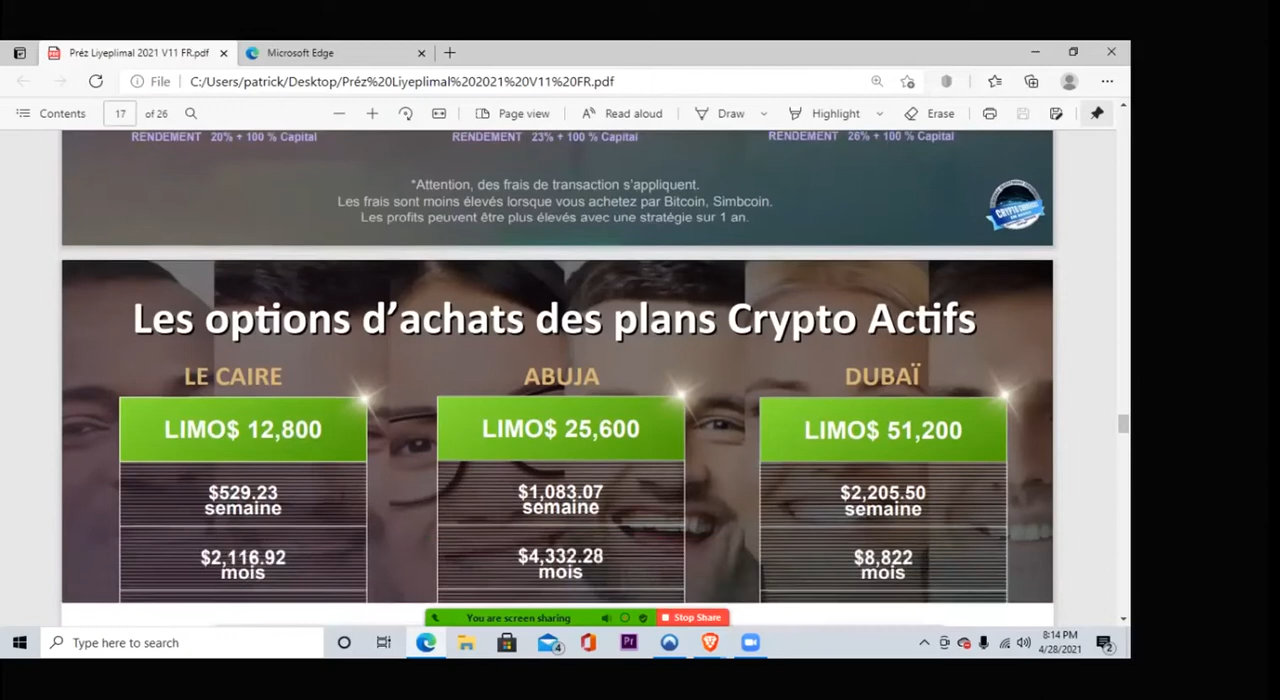 Préz Liyeplimal 2021 V11 FR.pdf
Microsoft Edge
File
C:/Users/patrick/Desktop/Préz%20Liyeplimal%202021%20V11%20FR.pdf
Contents
17
of 26
Page view
Read aloud
Draw
Highlight
Erase
RENDEMENT 20% + 100 % Capital
RENDEMENT 23% + 100 % Capital
RENDEMENT 26% + 100 % Capital
*Attention, des frais de transaction s'appliquent.
Les frais sont moins élevés lorsque vous achetez par Bitcoin, Simbcoin.
Les profits peuvent être plus élevés avec une stratégie sur 1 an.
Les options d'achats des plans Crypto Actifs
LE CAIRE
LIMO$ 12,800
$529.23
semaine
$2,116.92
mois
ABUJA
LIMO$ 25,600
$1,083.07
semaine
$4,332.28
mois
DUBAÏ
LIMO$ 51,200
$2,205.50
semaine
$8,822
mois
You are screen sharing
Stop Share
Type here to search
4
Pr
8:14 PM
4/28/2021
2